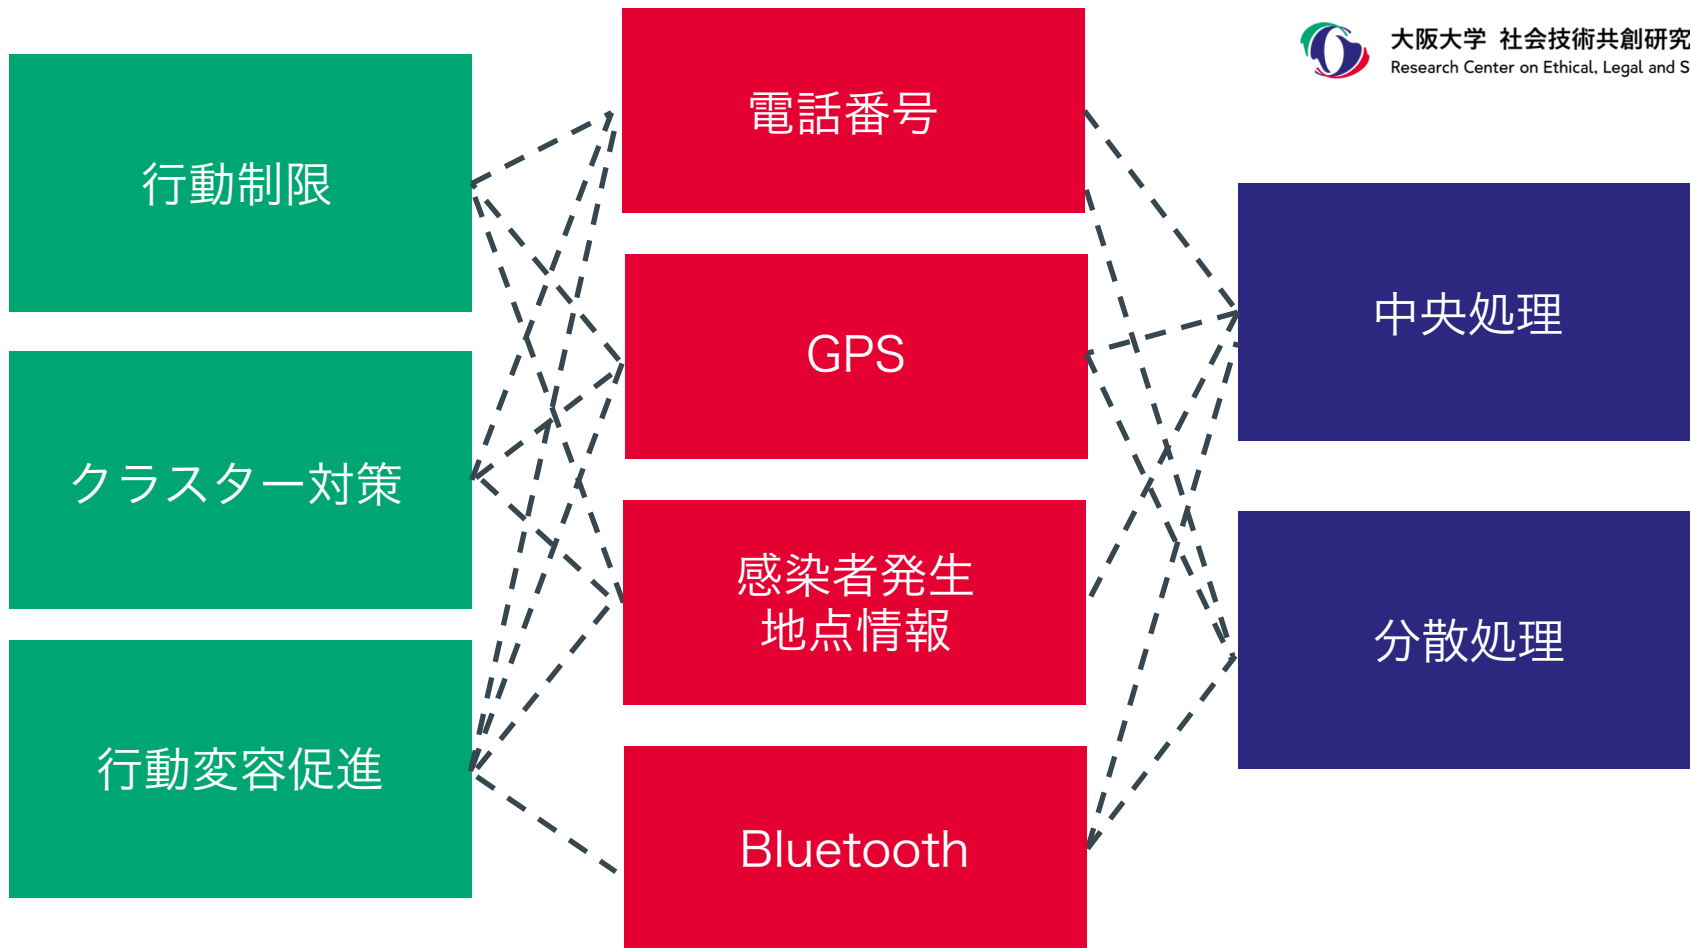 大阪大学 社会技術共創研究
Research Center on Ethical, Legal and S
行動制限
クラスター対策
行動変容促進
電話番号
GPS
感染者発生
地点情報
Bluetooth
中央処理
分散処理